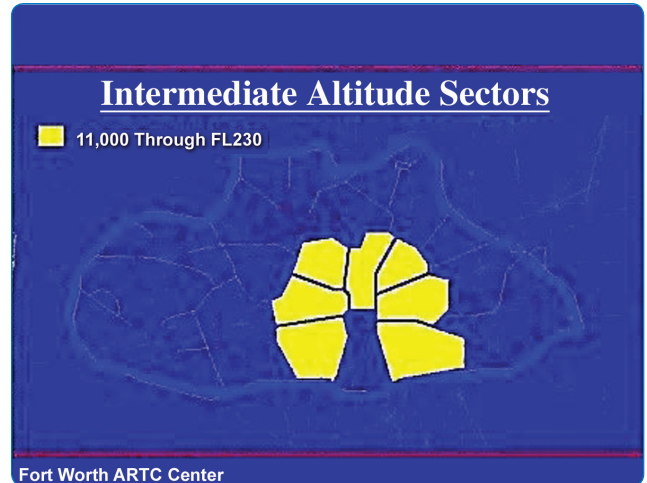 Intermediate Altitude Sectors
11,000 Through FL230
Fort Worth ARTC Center